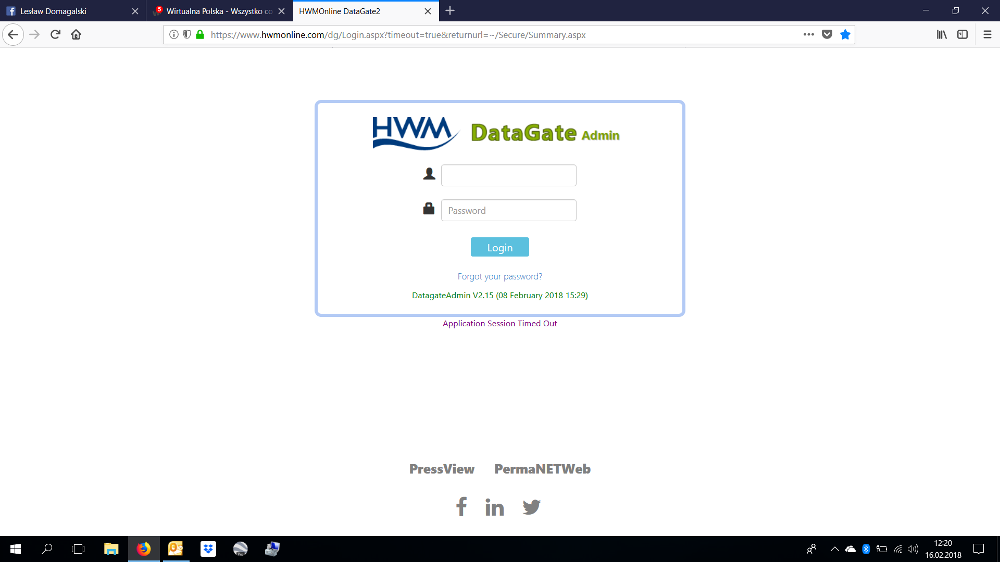 Lesław Domagalski
5
Wirtualna Polska - Wszystko co
HWMOnline DataGate2
https://www.hwmonline.com/dg/Login.aspx?timeout=true&returnurl=~/Secure/Summary.aspx
HWM DataGate Admin
Password
Login
Forgot your password?
DatagateAdmin V2.15 (08 February 2018 15:29)
Application Session Timed Out
PressView PermaNETWeb
12:20
16.02.2018